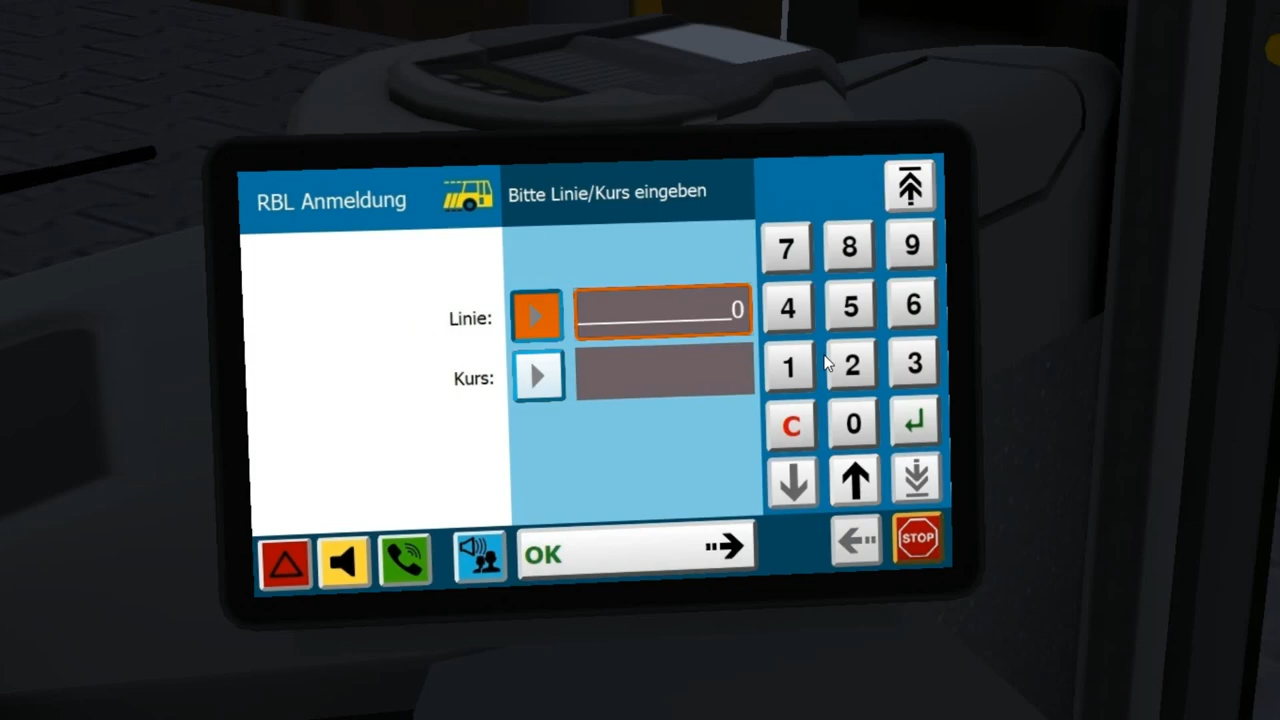 RBL Anmeldung
Bitte Linie/Kurs eingeben
Linie:
0
Kurs:
7 8 9
4 5 6
1 2 3
C 0
OK
STOP